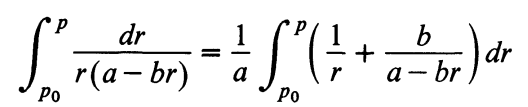 ∫_{p₀}^{p} dr / r(a − br) = 1/a ∫_{p₀}^{p} (1/r + b/(a − br)) dr